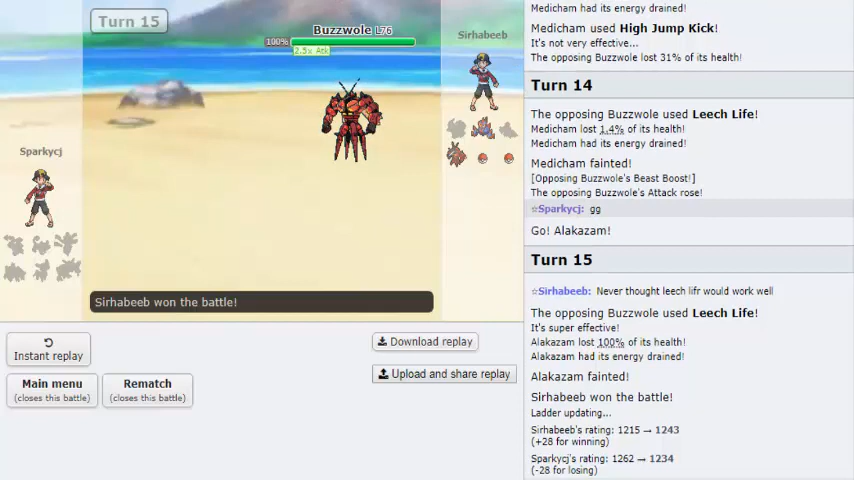 Turn 15
Buzzwole L76
100%
2.5x Atk
Sirhabeeb
Sparkycj
Sirhabeeb won the battle!
Instant replay
Download replay
Upload and share replay
Main menu
(closes this battle)
Rematch
(closes this battle)
Medicham had its energy drained!
Medicham used High Jump Kick!
It's not very effective...
The opposing Buzzwole lost 31% of its health!
Turn 14
The opposing Buzzwole used Leech Life!
Medicham lost 1.4% of its health!
Medicham had its energy drained!
Medicham fainted!
[Opposing Buzzwole's Beast Boost!]
The opposing Buzzwole's Attack rose!
☆Sparkycj: gg
Go! Alakazam!
Turn 15
☆Sirhabeeb: Never thought leech lifr would work well
The opposing Buzzwole used Leech Life!
It's super effective!
Alakazam lost 100% of its health!
Alakazam had its energy drained!
Alakazam fainted!
Sirhabeeb won the battle!
Ladder updating...
Sirhabeeb's rating: 1215 → 1243
(+28 for winning)
Sparkycj's rating: 1262 → 1234
(-28 for losing)